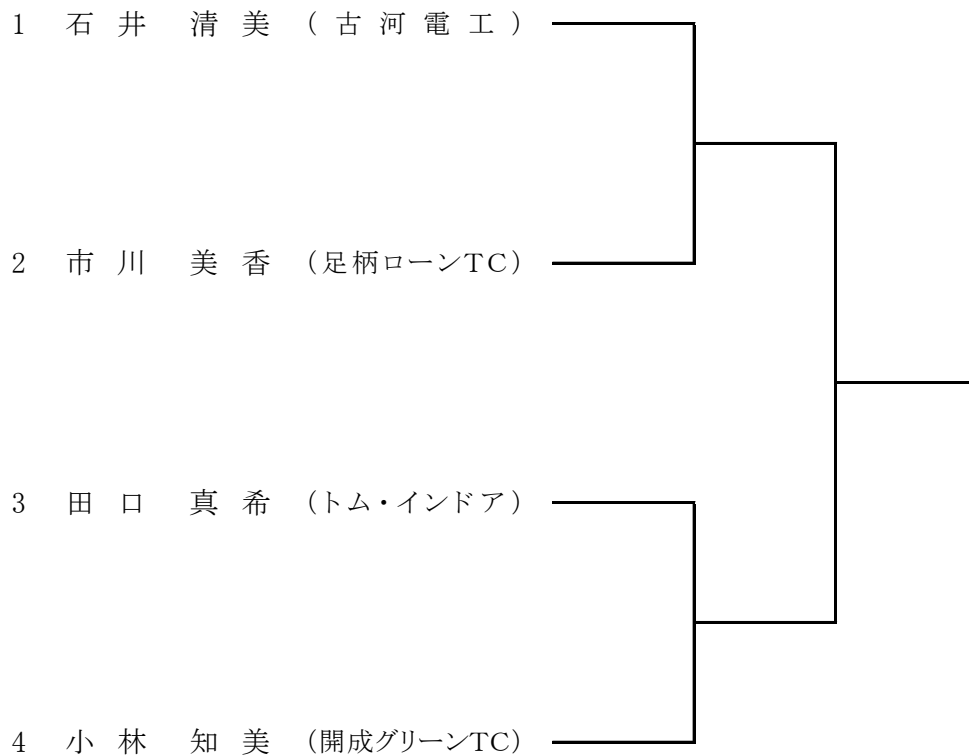 1 石井 清美 (古河電工)
2 市川 美香 (足柄ローンTC)
3 田口 真希 (トム・インドア)
4 小林 知美 (開成グリーンTC)